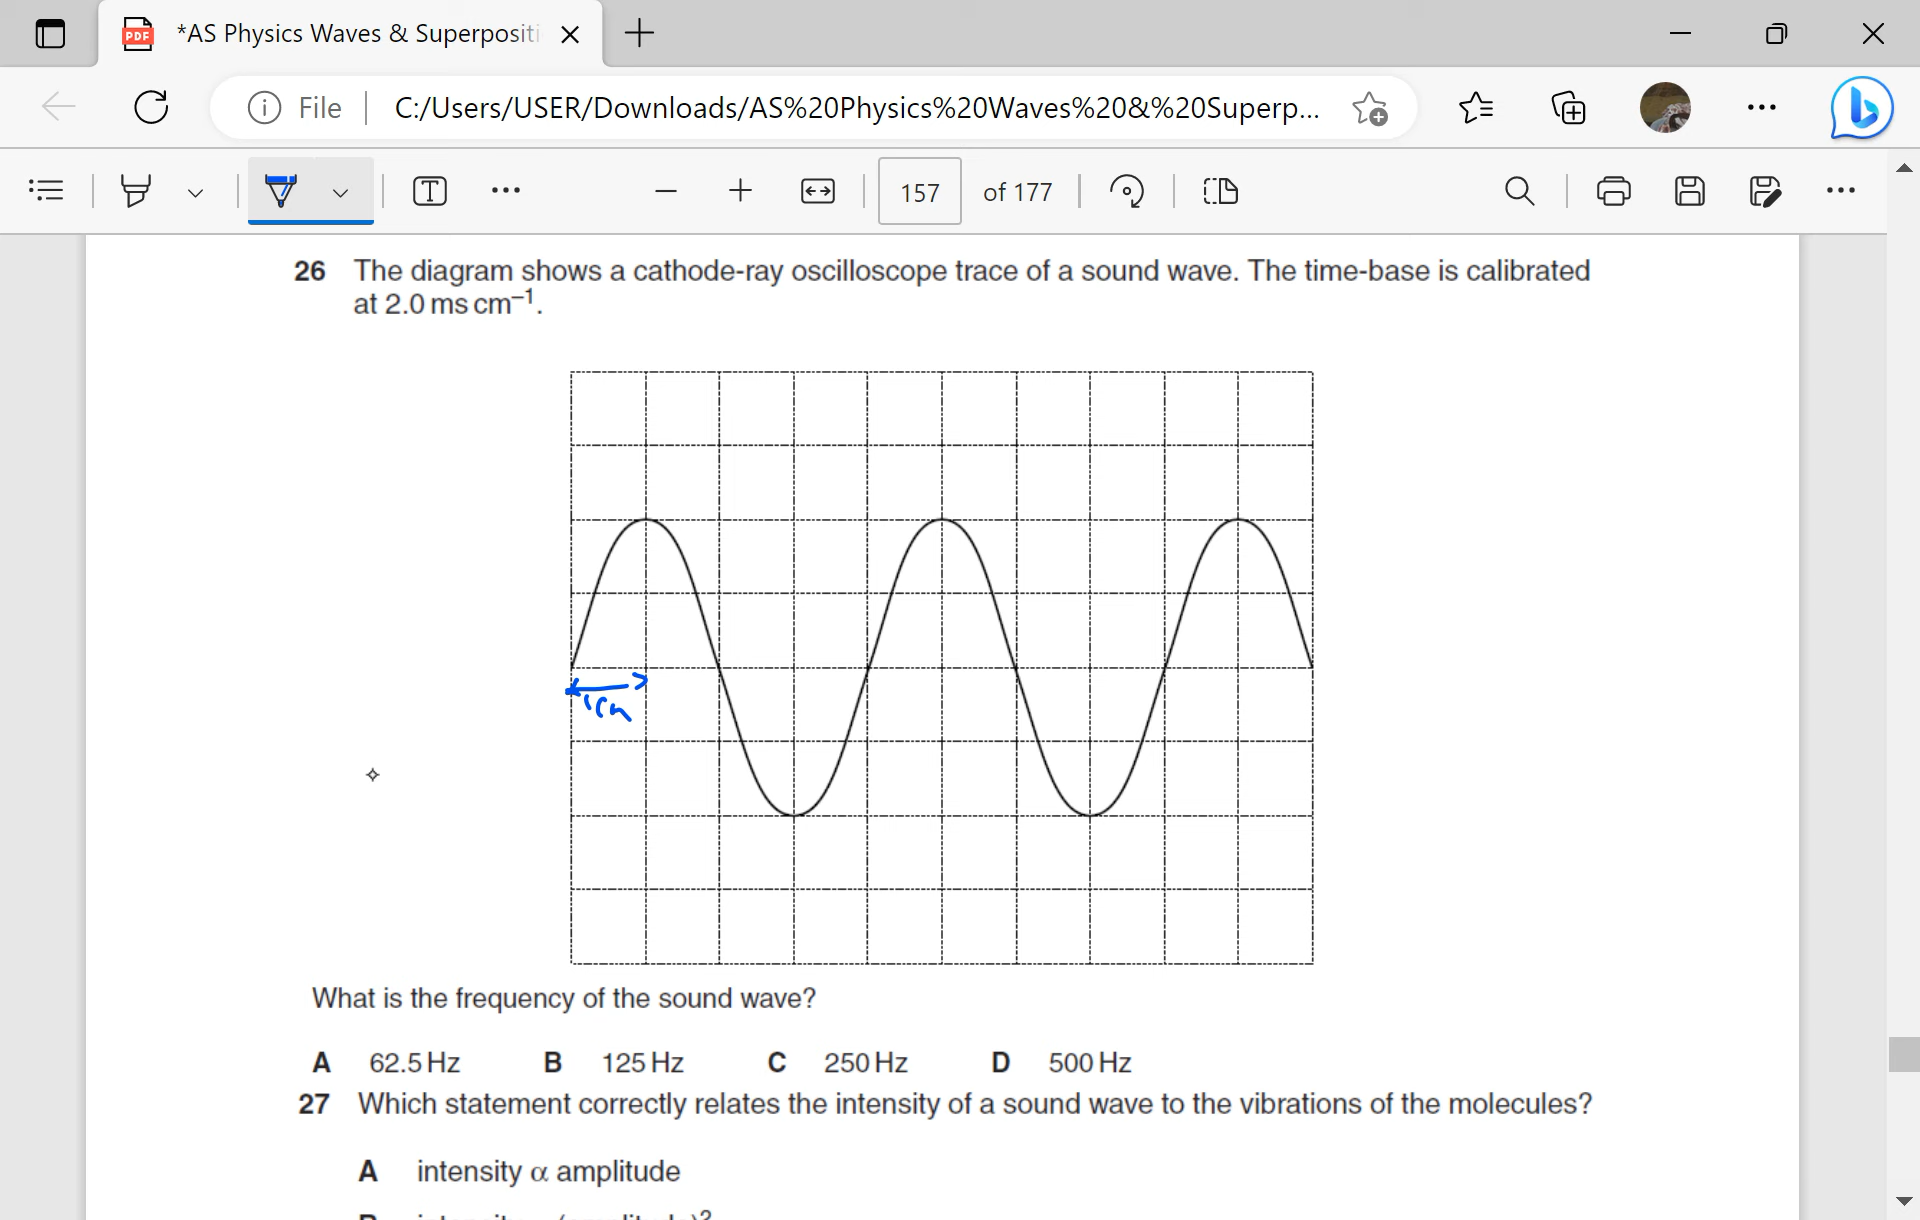 *AS Physics Waves & Superpositi
File
C:/Users/USER/Downloads/AS%20Physics%20Waves%20&%20Superp...
157 of 177
26 The diagram shows a cathode-ray oscilloscope trace of a sound wave. The time-base is calibrated
at 2.0 ms cm⁻¹.
1cm
What is the frequency of the sound wave?
A 62.5 Hz B 125 Hz C 250 Hz D 500 Hz
27 Which statement correctly relates the intensity of a sound wave to the vibrations of the molecules?
A intensity α amplitude